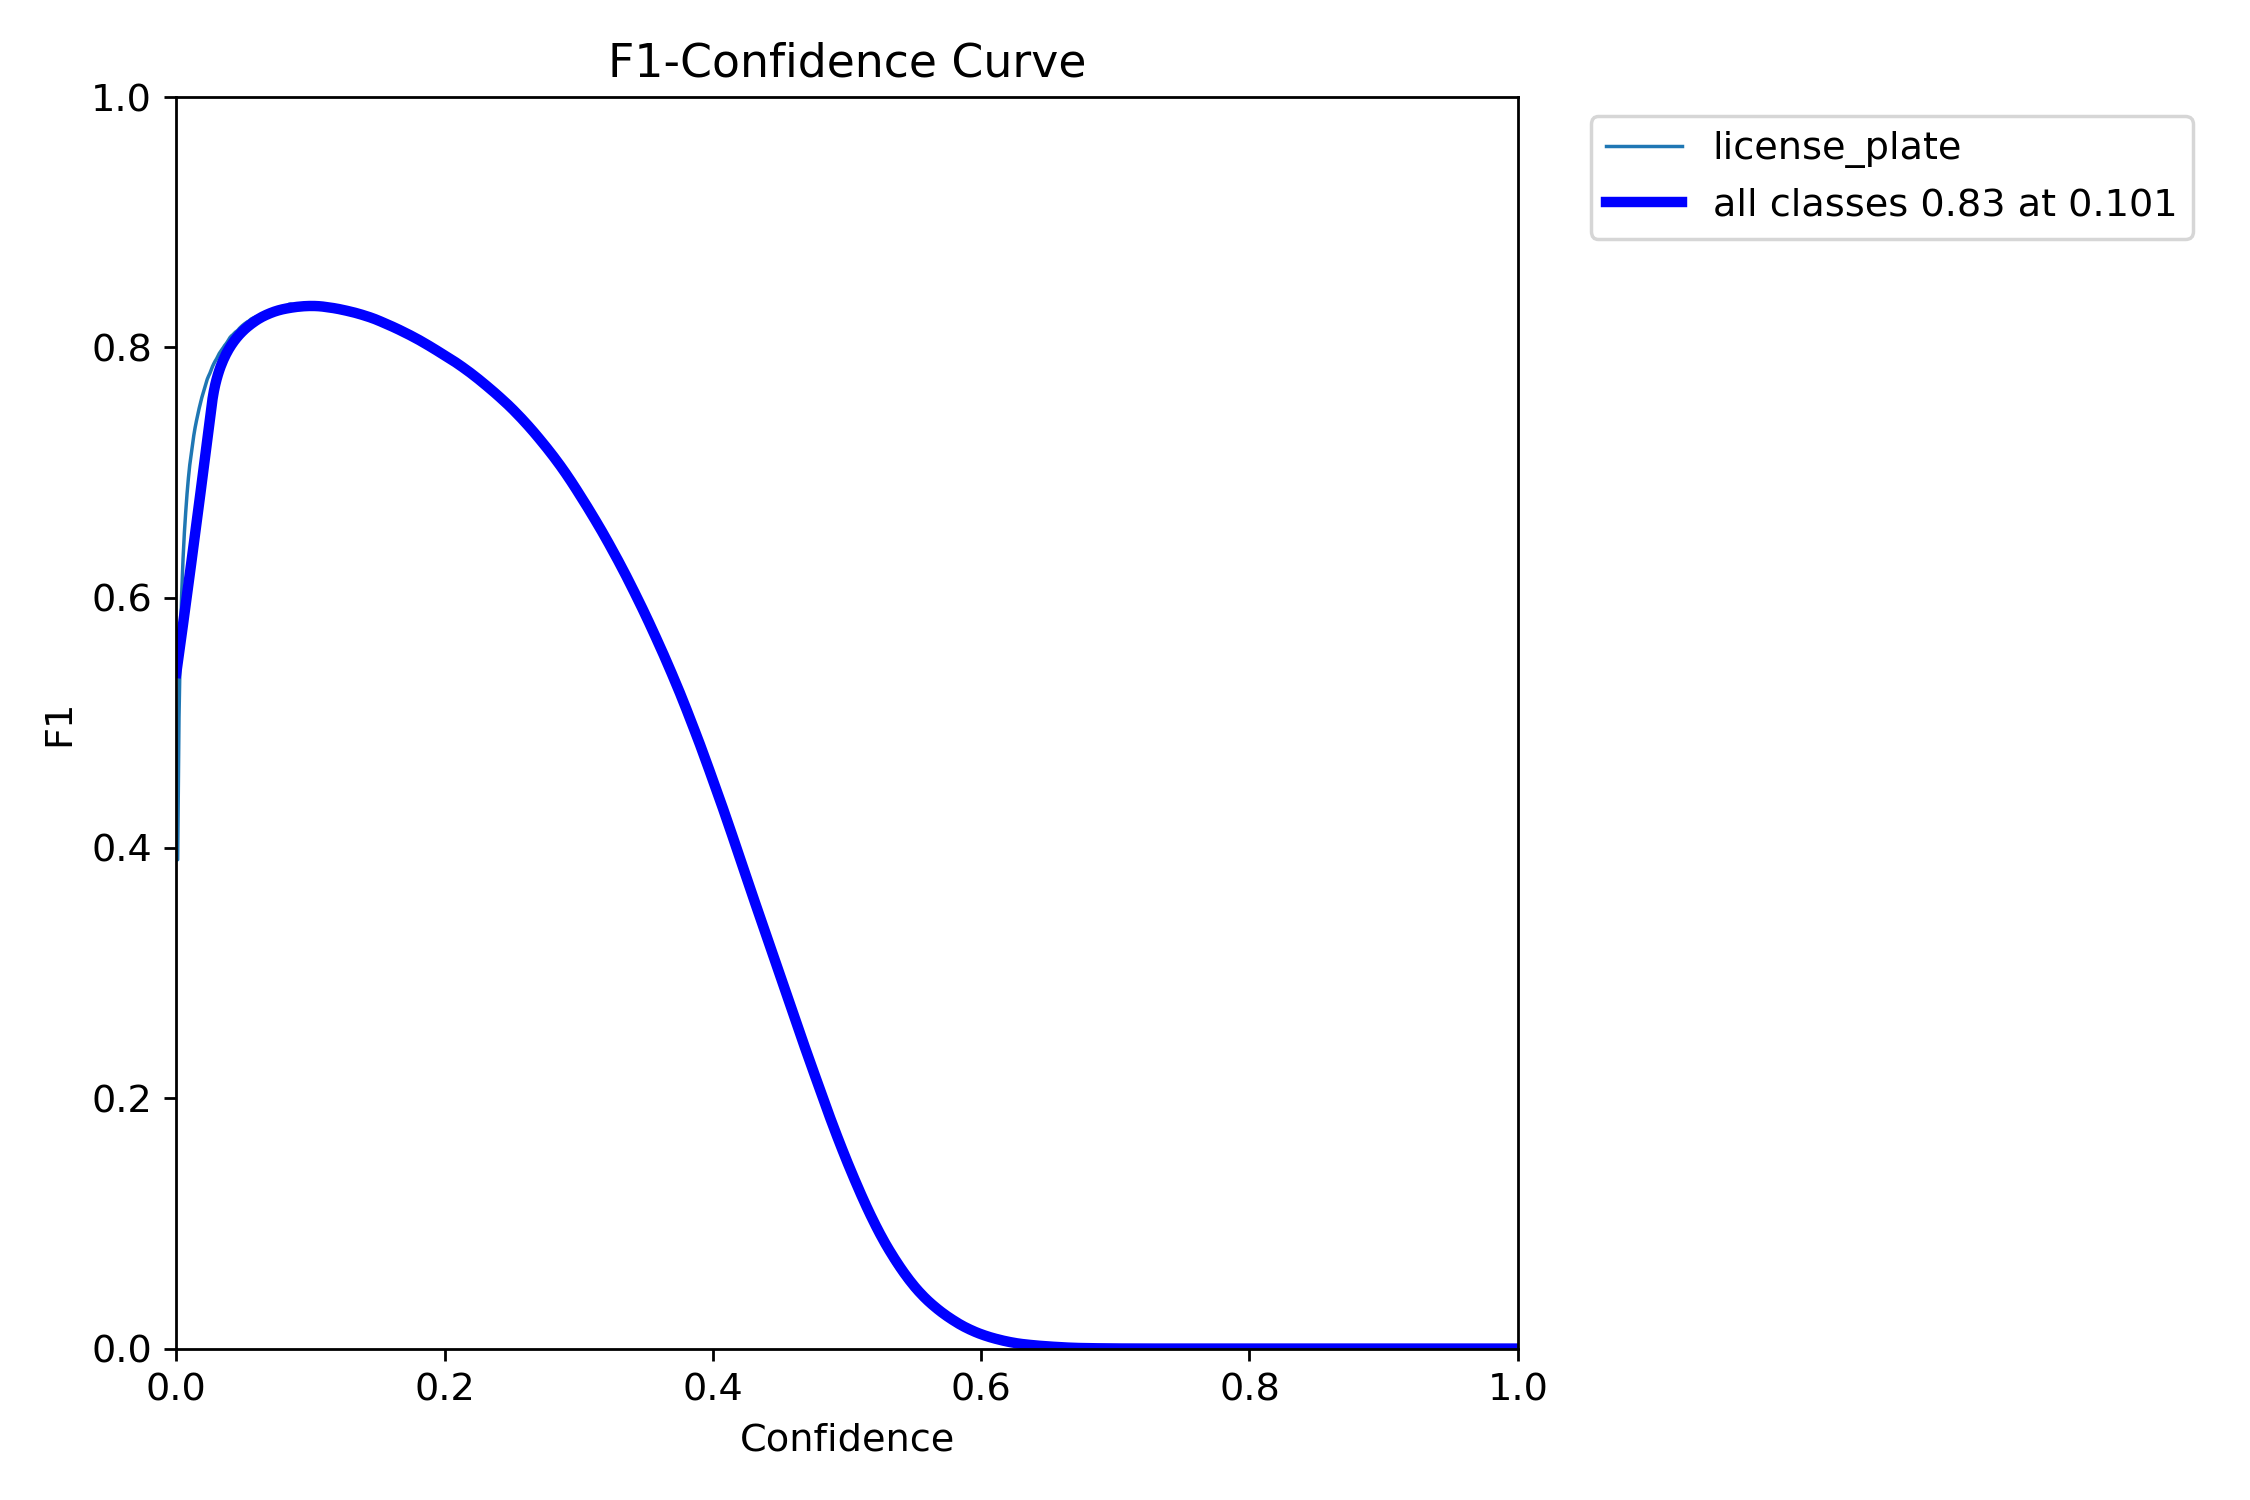 F1-Confidence Curve
1.0
0.8
0.6
0.4
0.2
0.0
F1
0.0 0.2 0.4 0.6 0.8 1.0
Confidence
license_plate
all classes 0.83 at 0.101